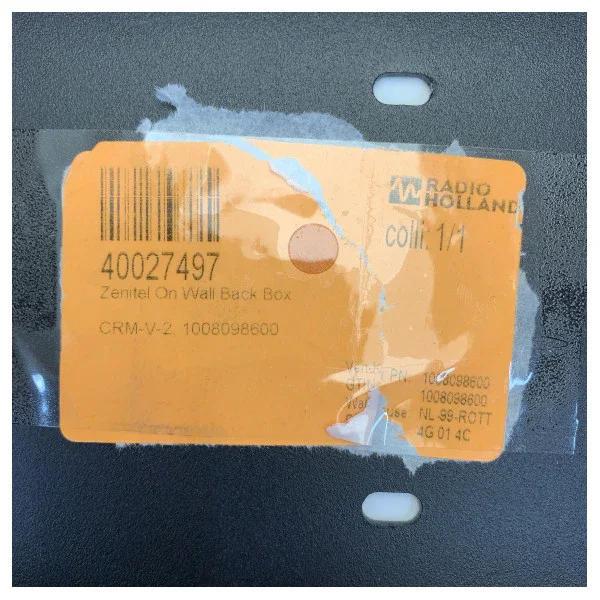 RADIO
HOLLAND
colli: 1/1
40027497
Zenitel On Wall Back Box
CRM-V-2, 1008098600
PN: 1008098600
1008098600
NL-99-ROTT
4G 01 4C